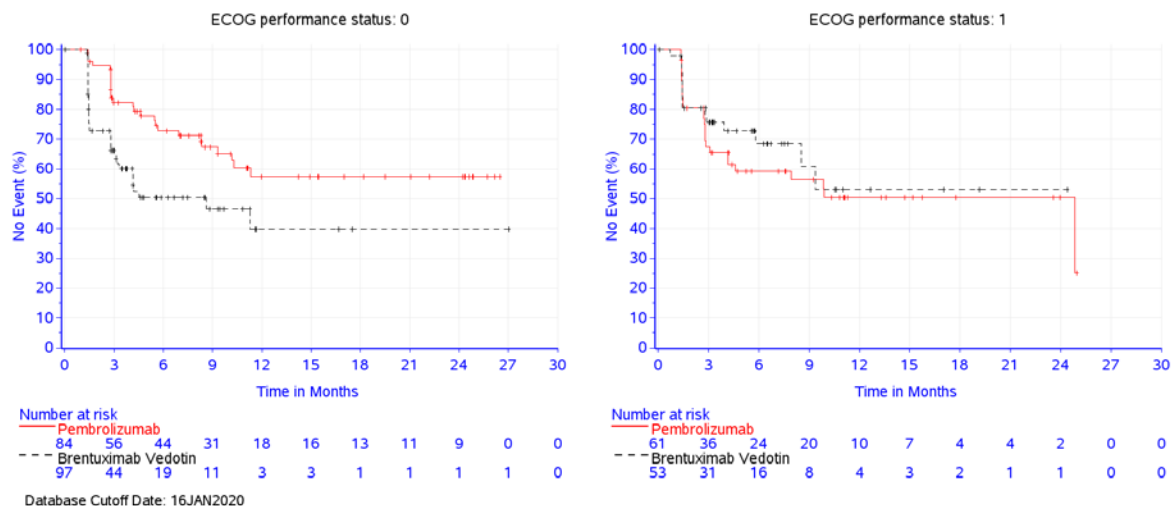 ECOG performance status: 0
100
90
80
70
60
50
40
30
20
10
0
No Event (%)
0 3 6 9 12 15 18 21 24 27 30
Time in Months
Number at risk
Pembrolizumab
84 56 44 31 18 16 13 11 9 0 0
Brentuximab Vedotin
97 44 19 11 3 3 1 1 1 1 0
Database Cutoff Date: 16JAN2020
ECOG performance status: 1
100
90
80
70
60
50
40
30
20
10
0
No Event (%)
0 3 6 9 12 15 18 21 24 27 30
Time in Months
Number at risk
Pembrolizumab
61 36 24 20 10 7 4 4 2 0 0
Brentuximab Vedotin
53 31 16 8 4 3 2 1 1 0 0